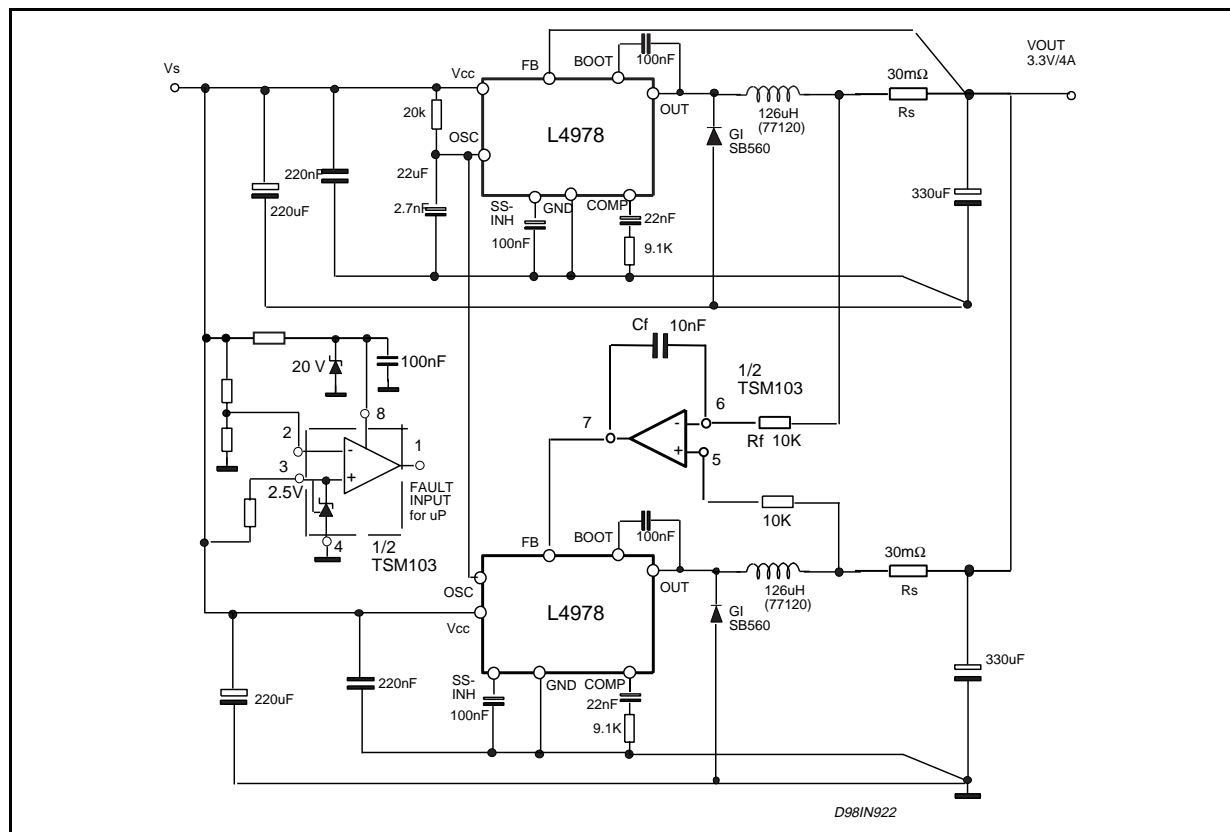 VOUT
3.3V/4A
Vs
Vcc
FB
BOOT
100nF
OUT
L4978
20k
OSC
22uF
2.7nF
220nF
220uF
SS-
INH
GND
COMP
100nF
22nF
9.1K
126uH
(77120)
GI
SB560
30mΩ
Rs
330uF
20 V
100nF
8
2
3
2.5V
1
4
FAULT
INPUT
for uP
1/2
TSM103
Cf
10nF
1/2
TSM103
7
6
5
Rf 10K
10K
FB
BOOT
100nF
OUT
OSC
Vcc
L4978
SS-
INH
GND
COMP
100nF
22nF
9.1K
220uF
220nF
126uH
(77120)
GI
SB560
30mΩ
Rs
330uF
D98IN922